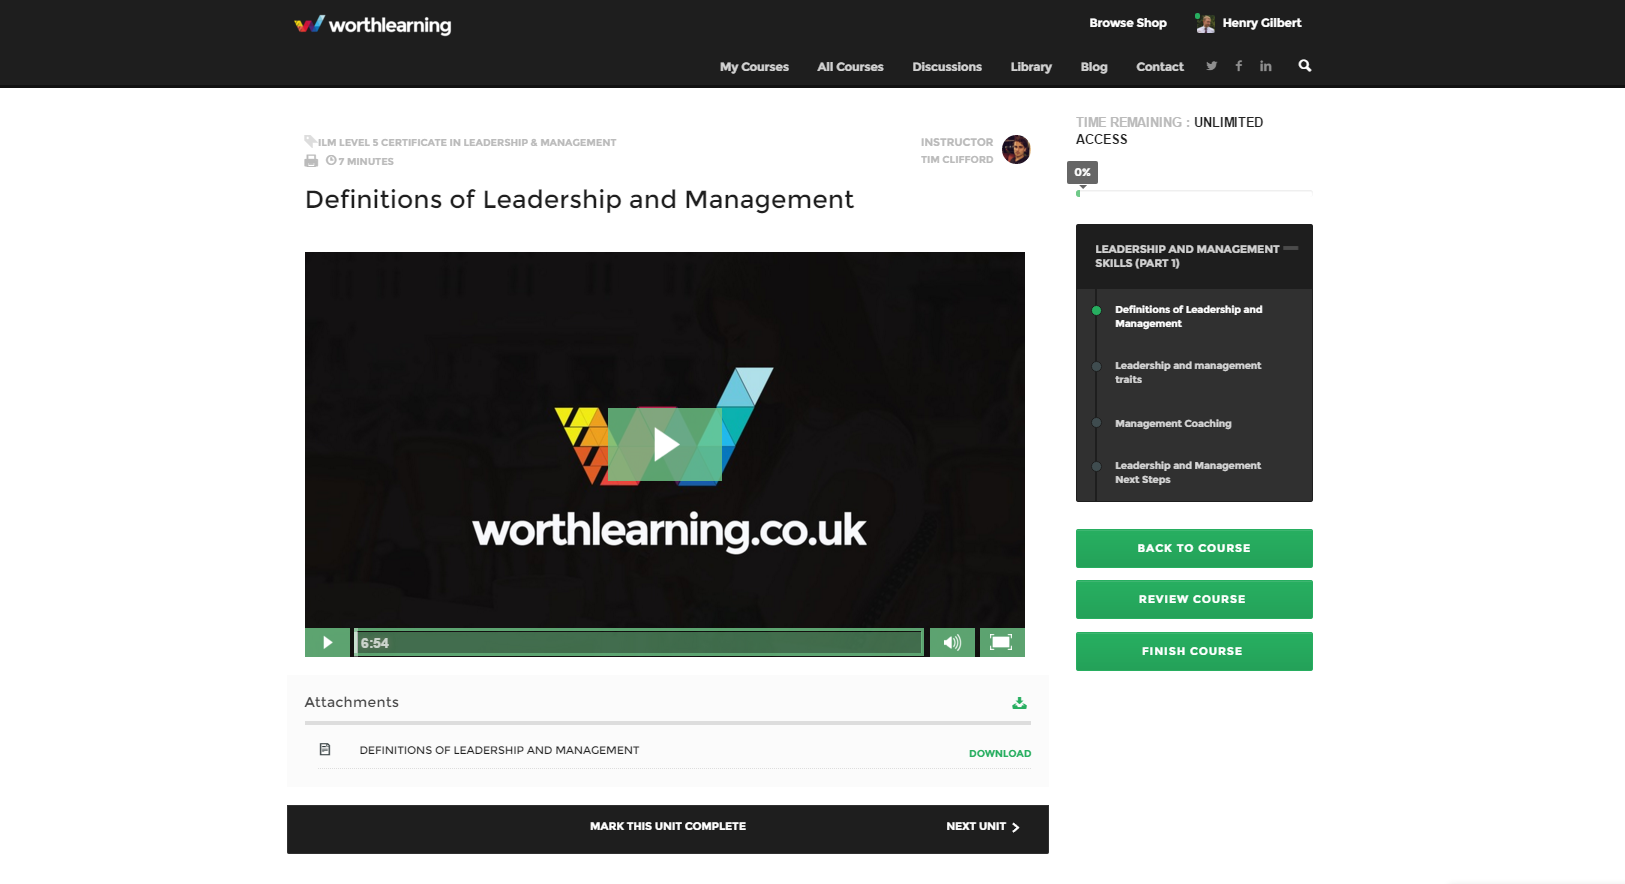 worthlearning
Browse Shop
Henry Gilbert
My Courses
All Courses
Discussions
Library
Blog
Contact
ILM LEVEL 5 CERTIFICATE IN LEADERSHIP & MANAGEMENT
7 MINUTES
INSTRUCTOR
TIM CLIFFORD
Definitions of Leadership and Management
worthlearning.co.uk
6:54
Attachments
DEFINITIONS OF LEADERSHIP AND MANAGEMENT
DOWNLOAD
MARK THIS UNIT COMPLETE
NEXT UNIT
TIME REMAINING : UNLIMITED
ACCESS
0%
LEADERSHIP AND MANAGEMENT
SKILLS (PART 1)
Definitions of Leadership and
Management
Leadership and management
traits
Management Coaching
Leadership and Management
Next Steps
BACK TO COURSE
REVIEW COURSE
FINISH COURSE